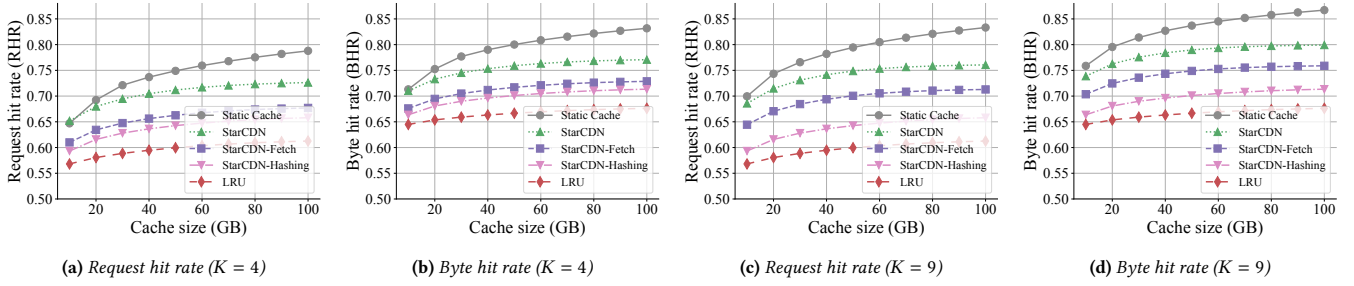 Request hit rate (RHR)
0.85
0.80
0.75
0.70
0.65
0.60
0.55
0.50
20 40 60 80 100
Cache size (GB)
Static Cache
StarCDN
StarCDN-Fetch
StarCDN-Hashing
LRU
(a) Request hit rate (K = 4)
Byte hit rate (BHR)
0.85
0.80
0.75
0.70
0.65
0.60
0.55
0.50
20 40 60 80 100
Cache size (GB)
Static Cache
StarCDN
StarCDN-Fetch
StarCDN-Hashing
LRU
(b) Byte hit rate (K = 4)
Request hit rate (RHR)
0.85
0.80
0.75
0.70
0.65
0.60
0.55
0.50
20 40 60 80 100
Cache size (GB)
Static Cache
StarCDN
StarCDN-Fetch
StarCDN-Hashing
LRU
(c) Request hit rate (K = 9)
Byte hit rate (BHR)
0.85
0.80
0.75
0.70
0.65
0.60
0.55
0.50
20 40 60 80 100
Cache size (GB)
Static Cache
StarCDN
StarCDN-Fetch
StarCDN-Hashing
LRU
(d) Byte hit rate (K = 9)